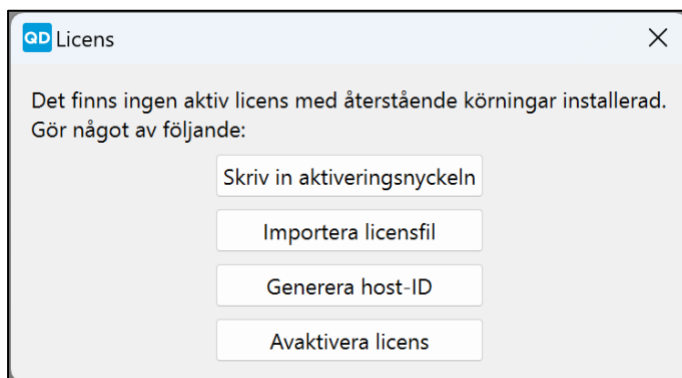 QD Licens
Det finns ingen aktiv licens med återstående körningar installerad.
Gör något av följande:
Skriv in aktiveringsnyckeln
Importera licensfil
Generera host-ID
Avaktivera licens